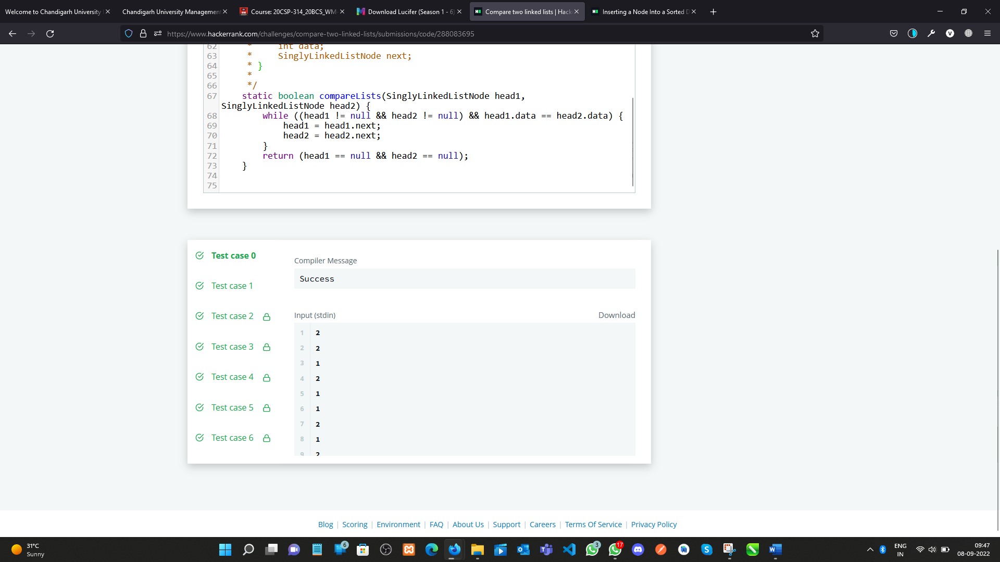 Welcome to Chandigarh University
Chandigarh University Management
Course: 20CSP-314_20BCS_WM-
Download Lucifer (Season 1 - 6)
Compare two linked lists | Hack
Inserting a Node Into a Sorted D
https://www.hackerrank.com/challenges/compare-two-linked-lists/submissions/code/288083695
62 * int data;
63 * SinglyLinkedListNode next;
64 * }
65 *
66 */
67 static boolean compareLists(SinglyLinkedListNode head1,
SinglyLinkedListNode head2) {
68 while ((head1 != null && head2 != null) && head1.data == head2.data) {
69 head1 = head1.next;
70 head2 = head2.next;
71 }
72 return (head1 == null && head2 == null);
73 }
74
75
Test case 0
Test case 1
Test case 2
Test case 3
Test case 4
Test case 5
Test case 6
Compiler Message
Success
Input (stdin)
Download
1 2
2 2
3 1
4 2
5 1
6 1
7 2
8 1
9 2
Blog | Scoring | Environment | FAQ | About Us | Support | Careers | Terms Of Service | Privacy Policy
31°C
Sunny
6
3
17
ENG
IN
09:47
08-09-2022